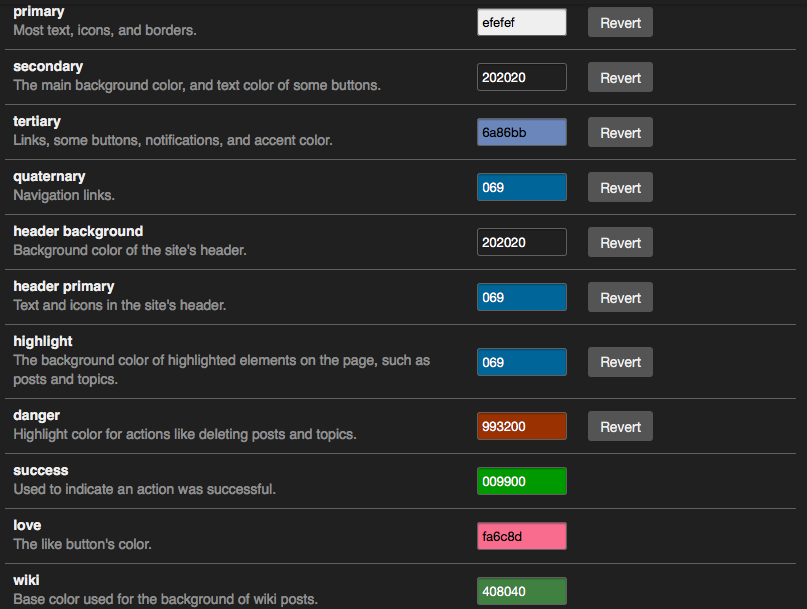 primary
Most text, icons, and borders.
efefef
Revert
secondary
The main background color, and text color of some buttons.
202020
Revert
tertiary
Links, some buttons, notifications, and accent color.
6a86bb
Revert
quaternary
Navigation links.
069
Revert
header background
Background color of the site's header.
202020
Revert
header primary
Text and icons in the site's header.
069
Revert
highlight
The background color of highlighted elements on the page, such as
posts and topics.
069
Revert
danger
Highlight color for actions like deleting posts and topics.
993200
Revert
success
Used to indicate an action was successful.
009900
love
The like button's color.
fa6c8d
wiki
Base color used for the background of wiki posts.
408040